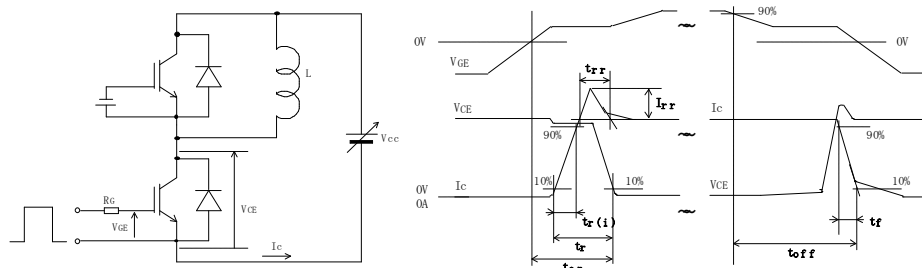 L
Vcc
RG
VGE
VCE
Ic
0V
VGE
trr
VCE
Irr
90%
0V
0A
Ic
10%
10%
tr(i)
tr
ton
90%
0V
Ic
90%
VCE
10%
tf
toff